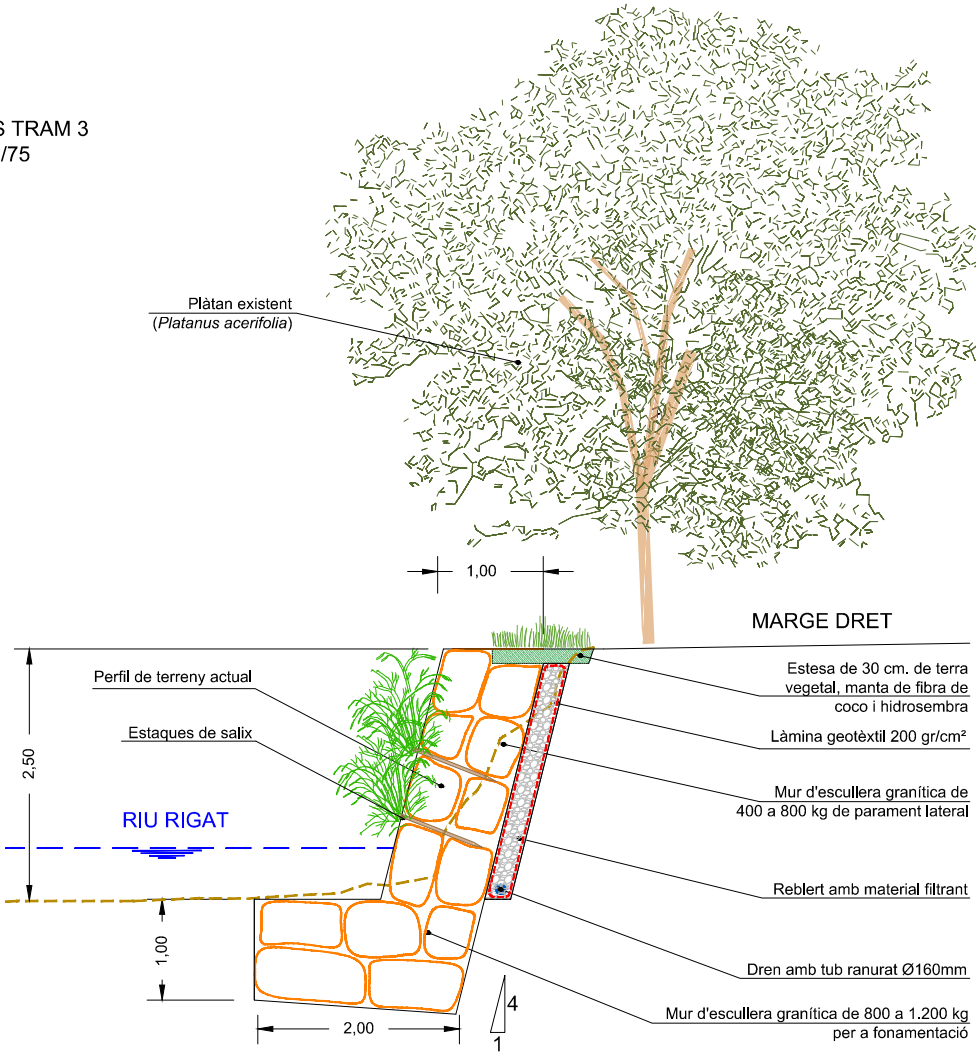 S TRAM 3
/75
Plàtan existent
(Platanus acerifolia)
1,00
MARGE DRET
Perfil de terreny actual
Estesa de 30 cm. de terra
vegetal, manta de fibra de
coco i hidrosembra
Estaques de salix
Làmina geotèxtil 200 gr/cm²
2,50
Mur d'escullera granítica de
400 a 800 kg de parament lateral
RIU RIGAT
Reblert amb material filtrant
1,00
Dren amb tub ranurat Ø160mm
4
1
2,00
Mur d'escullera granítica de 800 a 1.200 kg
per a fonamentació